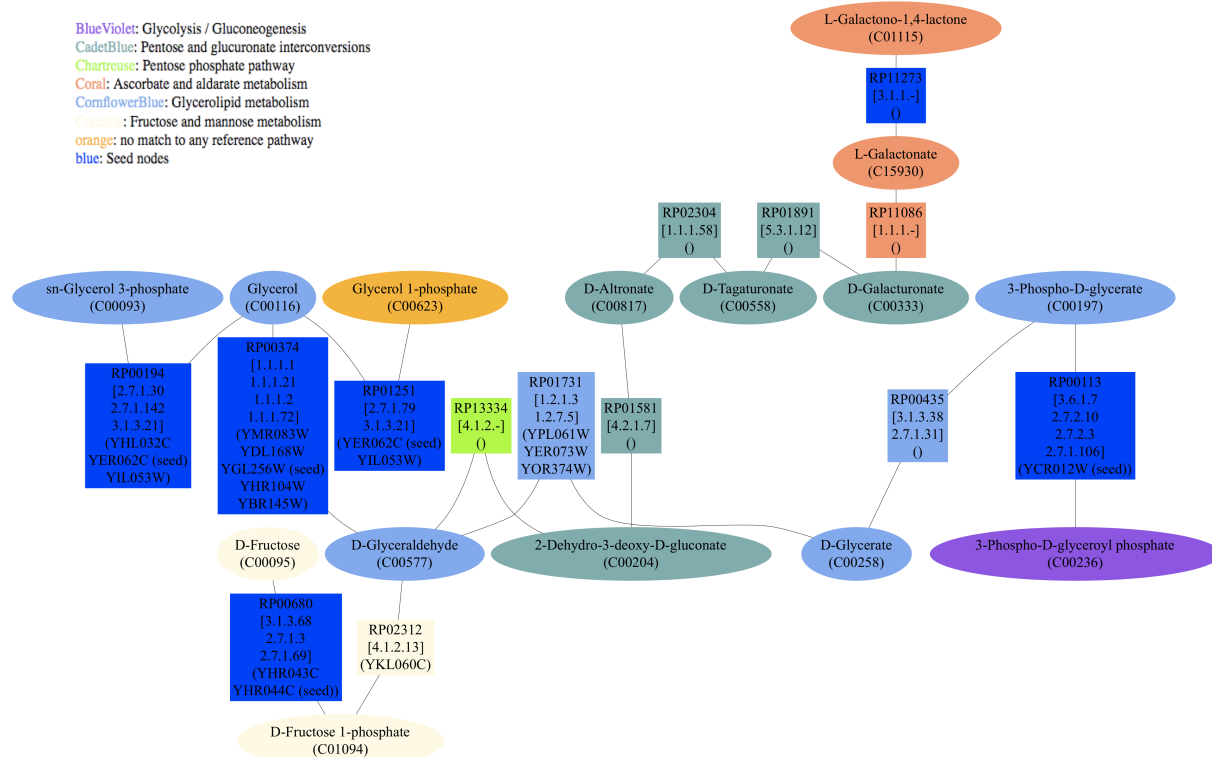 BlueViolet: Glycolysis / Gluconeogenesis
CadetBlue: Pentose and glucuronate interconversions
Chartreuse: Pentose phosphate pathway
Coral: Ascorbate and aldarate metabolism
CornflowerBlue: Glycerolipid metabolism
: Fructose and mannose metabolism
orange: no match to any reference pathway
blue: Seed nodes
L-Galactono-1,4-lactone
(C01115)
RP11273
[3.1.1.-]
()
L-Galactonate
(C15930)
RP02304
[1.1.1.58]
()
RP01891
[5.3.1.12]
()
RP11086
[1.1.1.-]
()
sn-Glycerol 3-phosphate
(C00093)
Glycerol
(C00116)
Glycerol 1-phosphate
(C00623)
D-Altronate
(C00817)
D-Tagaturonate
(C00558)
D-Galacturonate
(C00333)
3-Phospho-D-glycerate
(C00197)
RP00194
[2.7.1.30
2.7.1.142
3.1.3.21]
(YHL032C
YER062C (seed)
YIL053W)
RP00374
[1.1.1.1
1.1.1.21
1.1.1.2
1.1.1.72]
(YMR083W
YDL168W
YGL256W (seed)
YHR104W
YBR145W)
RP01251
[2.7.1.79
3.1.3.21]
(YER062C (seed)
YIL053W)
RP13334
[4.1.2.-]
()
RP01731
[1.2.1.3
1.2.7.5]
(YPL061W
YER073W
YOR374W)
RP01581
[4.2.1.7]
()
RP00435
[3.1.3.38
2.7.1.31]
()
RP00113
[3.6.1.7
2.7.2.10
2.7.2.3
2.7.1.106]
(YCR012W (seed))
D-Fructose
(C00095)
D-Glyceraldehyde
(C00577)
2-Dehydro-3-deoxy-D-gluconate
(C00204)
D-Glycerate
(C00258)
3-Phospho-D-glyceroyl phosphate
(C00236)
RP00680
[3.1.3.68
2.7.1.3
2.7.1.69]
(YHR043C
YHR044C (seed))
RP02312
[4.1.2.13]
(YKL060C)
D-Fructose 1-phosphate
(C01094)